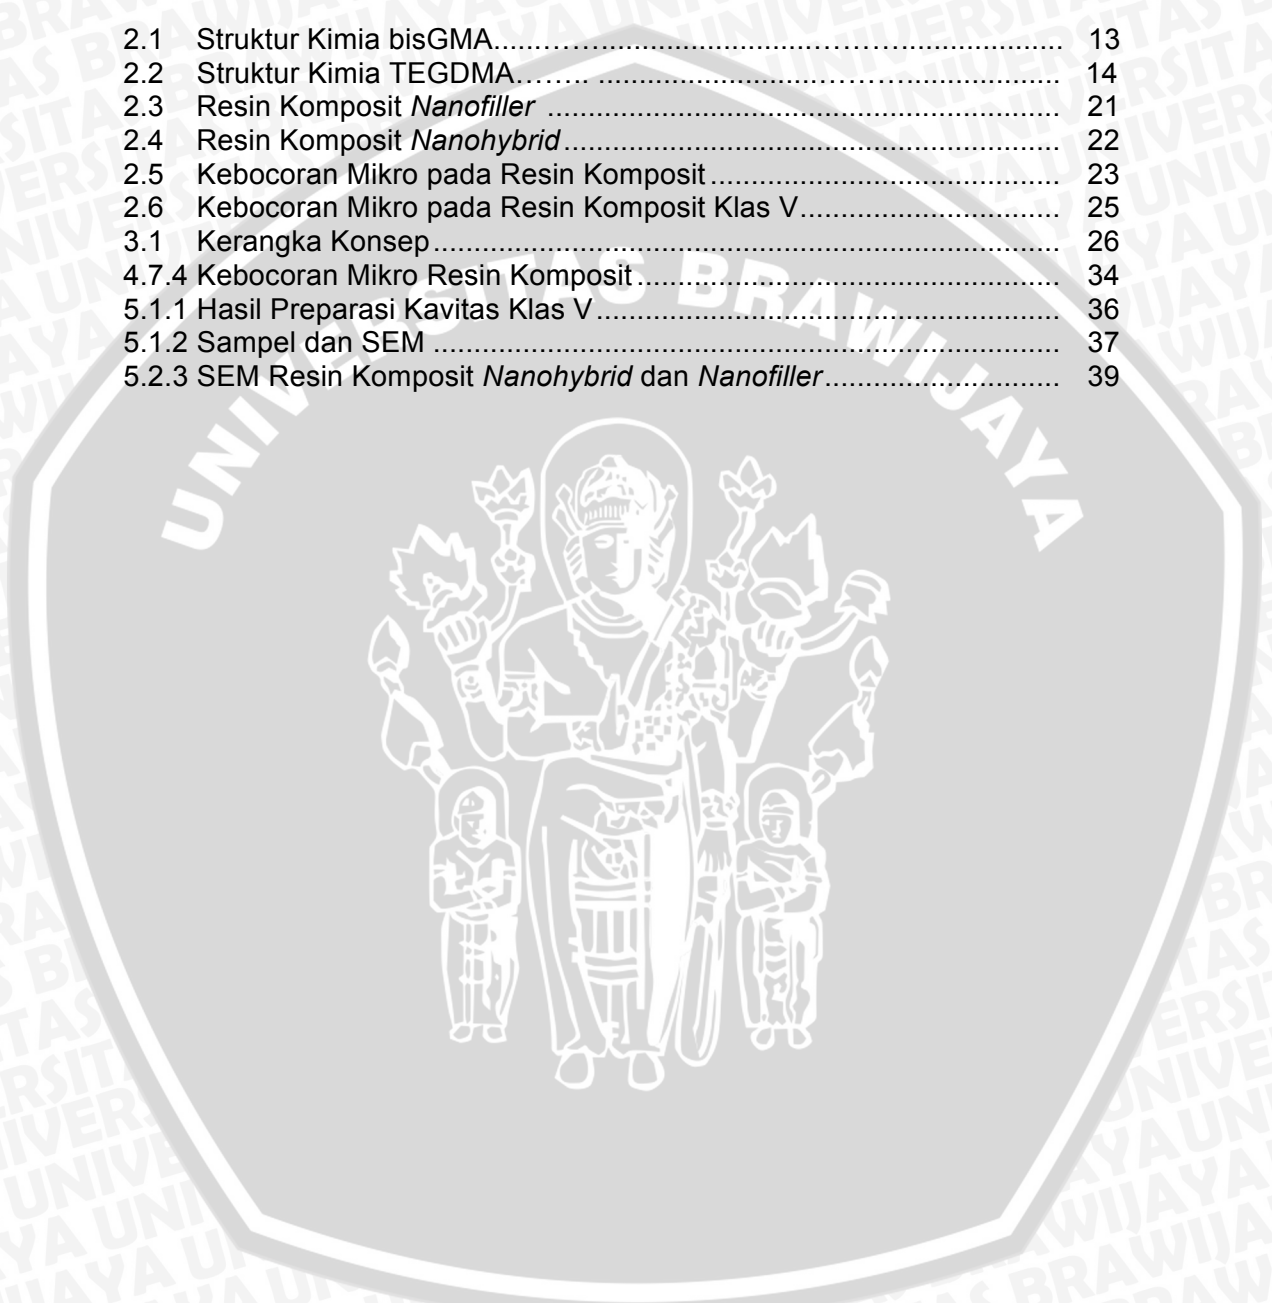 2.1 Struktur Kimia bisGMA......……...............................………..................... 13
2.2 Struktur Kimia TEGDMA…….. .............................………..................... 14
2.3 Resin Komposit Nanofiller ................................................................ 21
2.4 Resin Komposit Nanohybrid.............................................................. 22
2.5 Kebocoran Mikro pada Resin Komposit............................................ 23
2.6 Kebocoran Mikro pada Resin Komposit Klas V................................. 25
3.1 Kerangka Konsep.............................................................................. 26
4.7.4 Kebocoran Mikro Resin Komposit..................................................... 34
5.1.1 Hasil Preparasi Kavitas Klas V.......................................................... 36
5.1.2 Sampel dan SEM .............................................................................. 37
5.2.3 SEM Resin Komposit Nanohybrid dan Nanofiller............................. 39
UNIVERSITAS BRAWIJAYA